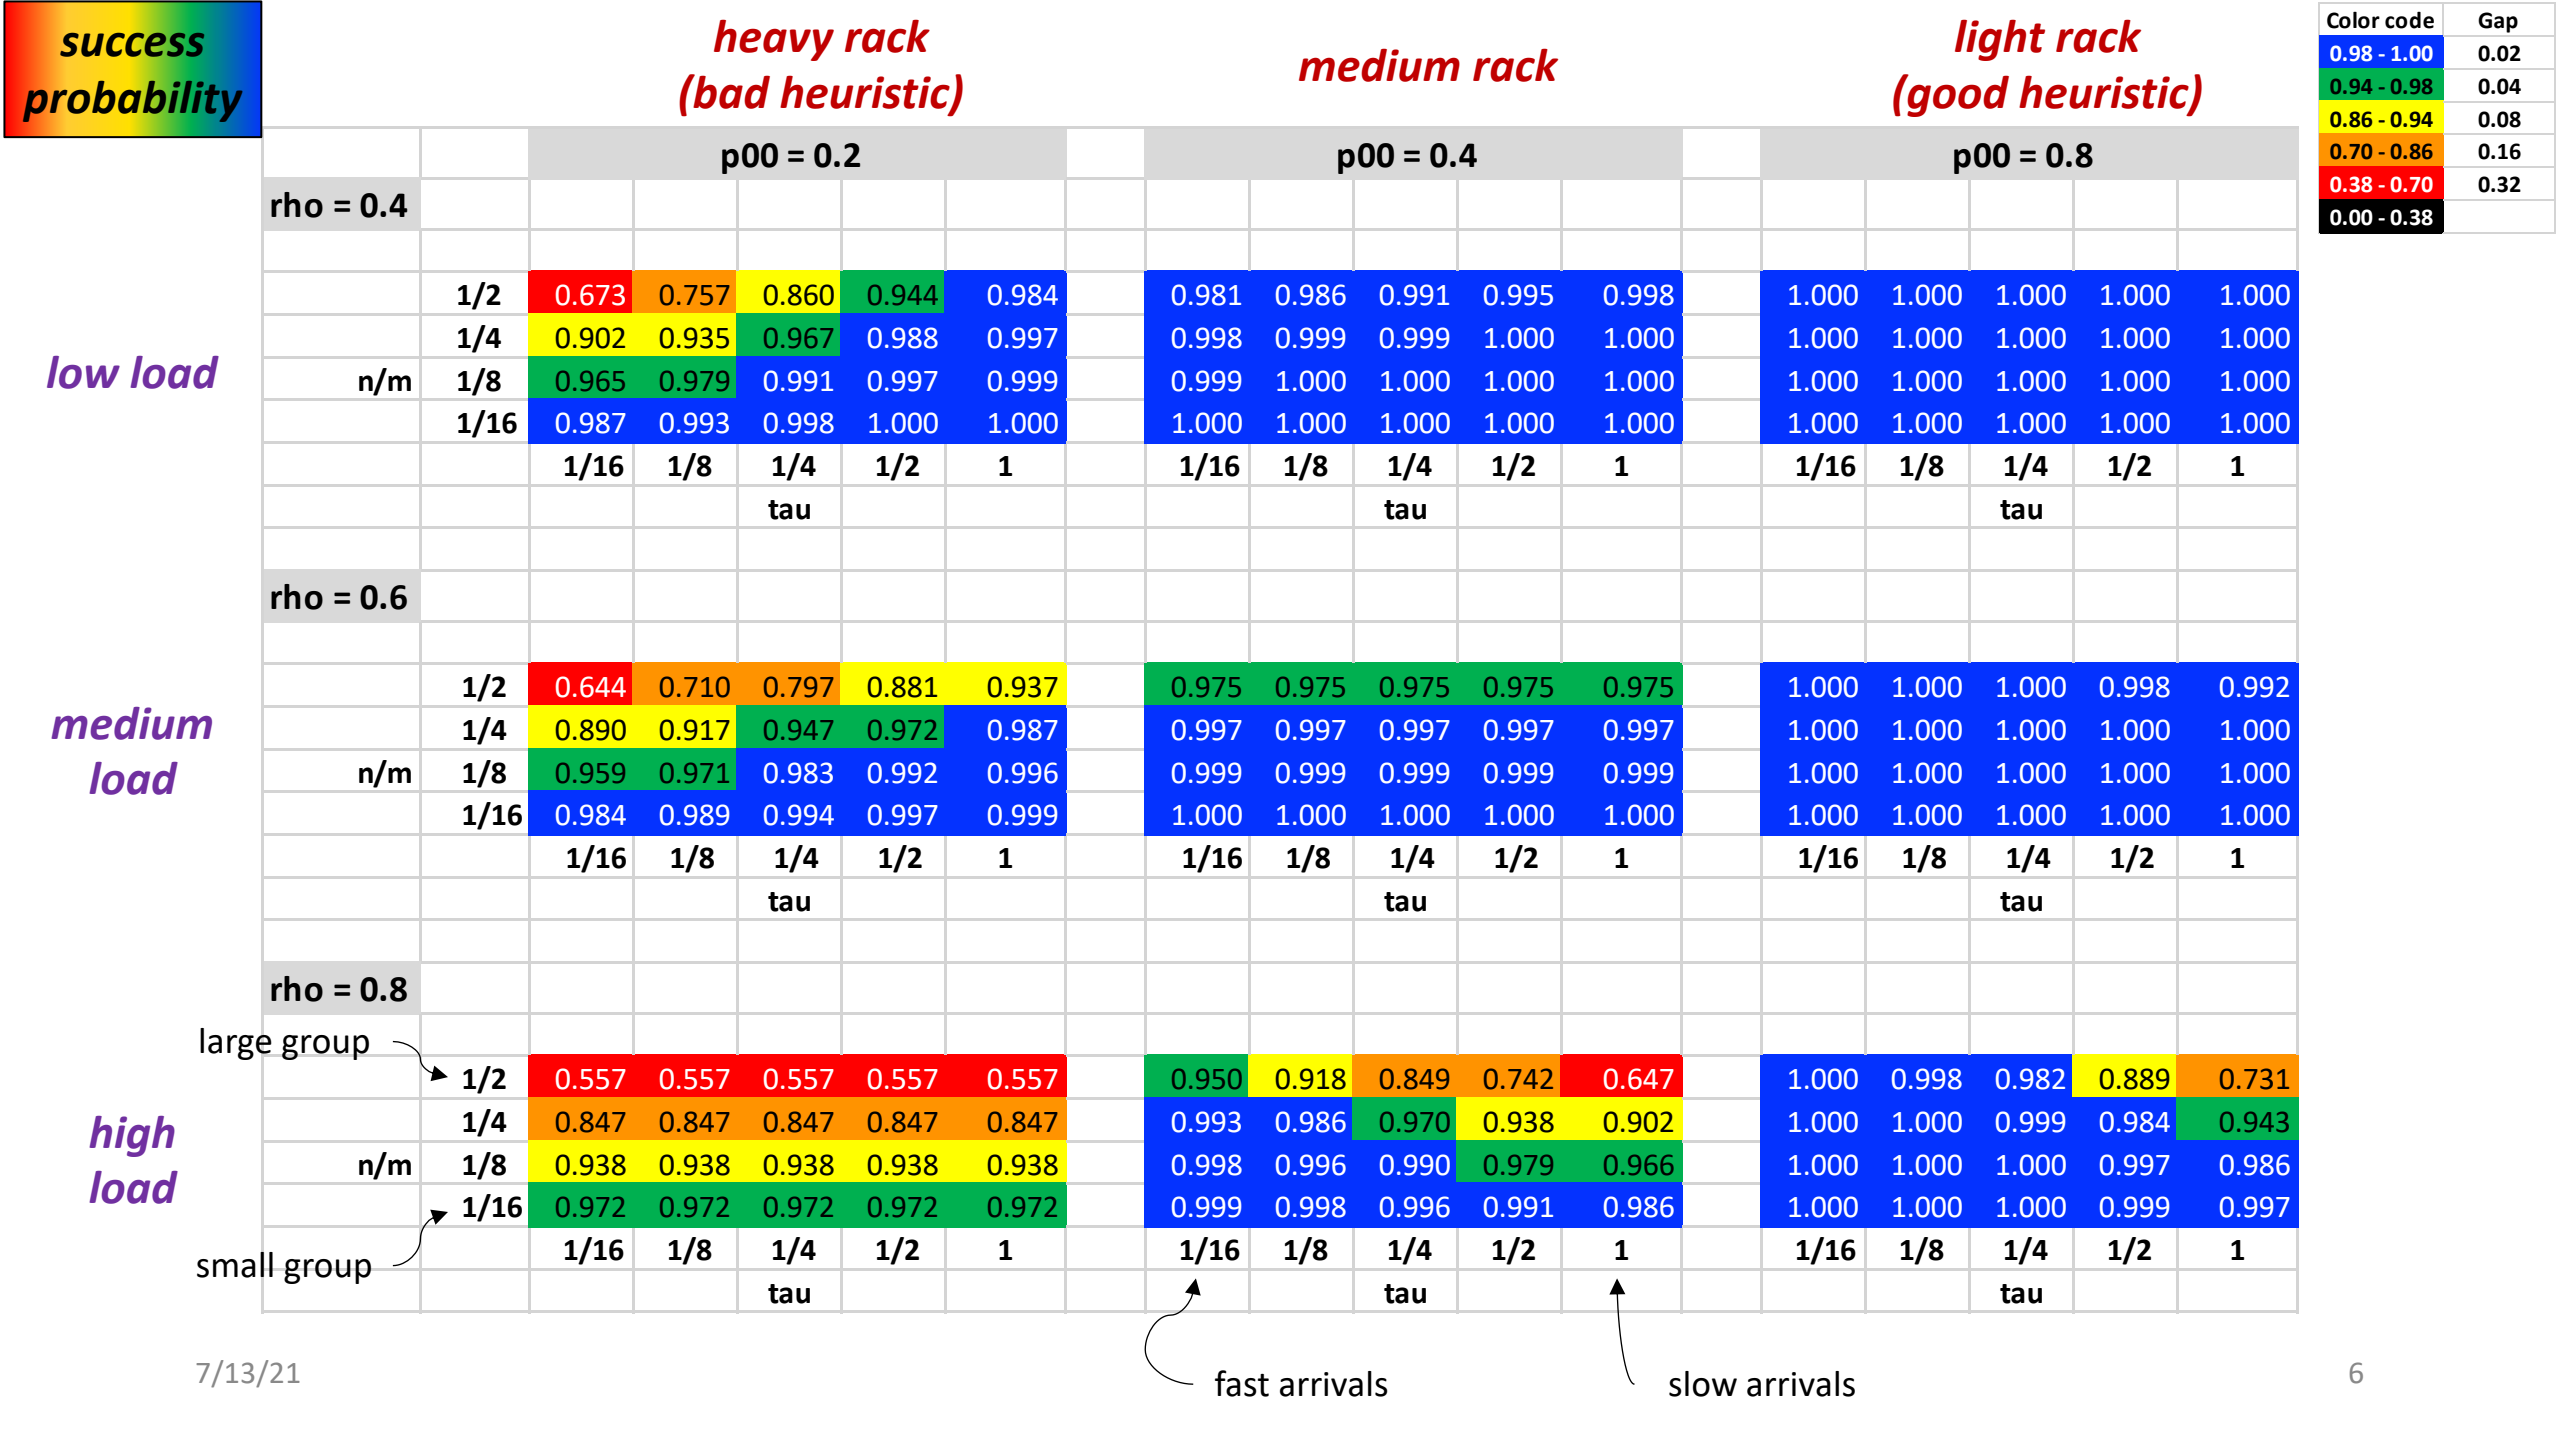 success
probability
heavy rack
(bad heuristic)
medium rack
light rack
(good heuristic)
Color code Gap
0.98 - 1.00 0.02
0.94 - 0.98 0.04
0.86 - 0.94 0.08
0.70 - 0.86 0.16
0.38 - 0.70 0.32
0.00 - 0.38
p00 = 0.2 p00 = 0.4 p00 = 0.8
rho = 0.4
low load
1/2 0.673 0.757 0.860 0.944 0.984 0.981 0.986 0.991 0.995 0.998 1.000 1.000 1.000 1.000 1.000
1/4 0.902 0.935 0.967 0.988 0.997 0.998 0.999 0.999 1.000 1.000 1.000 1.000 1.000 1.000 1.000
n/m 1/8 0.965 0.979 0.991 0.997 0.999 0.999 1.000 1.000 1.000 1.000 1.000 1.000 1.000 1.000 1.000
1/16 0.987 0.993 0.998 1.000 1.000 1.000 1.000 1.000 1.000 1.000 1.000 1.000 1.000 1.000 1.000
1/16 1/8 1/4 1/2 1 1/16 1/8 1/4 1/2 1 1/16 1/8 1/4 1/2 1
tau tau tau
rho = 0.6
medium
load
1/2 0.644 0.710 0.797 0.881 0.937 0.975 0.975 0.975 0.975 0.975 1.000 1.000 1.000 0.998 0.992
1/4 0.890 0.917 0.947 0.972 0.987 0.997 0.997 0.997 0.997 0.997 1.000 1.000 1.000 1.000 1.000
n/m 1/8 0.959 0.971 0.983 0.992 0.996 0.999 0.999 0.999 0.999 0.999 1.000 1.000 1.000 1.000 1.000
1/16 0.984 0.989 0.994 0.997 0.999 1.000 1.000 1.000 1.000 1.000 1.000 1.000 1.000 1.000 1.000
1/16 1/8 1/4 1/2 1 1/16 1/8 1/4 1/2 1 1/16 1/8 1/4 1/2 1
tau tau tau
rho = 0.8
large group
high
load
1/2 0.557 0.557 0.557 0.557 0.557 0.950 0.918 0.849 0.742 0.647 1.000 0.998 0.982 0.889 0.731
1/4 0.847 0.847 0.847 0.847 0.847 0.993 0.986 0.970 0.938 0.902 1.000 1.000 0.999 0.984 0.943
n/m 1/8 0.938 0.938 0.938 0.938 0.938 0.998 0.996 0.990 0.979 0.966 1.000 1.000 1.000 0.997 0.986
1/16 0.972 0.972 0.972 0.972 0.972 0.999 0.998 0.996 0.991 0.986 1.000 1.000 1.000 0.999 0.997
small group
1/16 1/8 1/4 1/2 1 1/16 1/8 1/4 1/2 1 1/16 1/8 1/4 1/2 1
tau tau tau
fast arrivals
slow arrivals
7/13/21
6